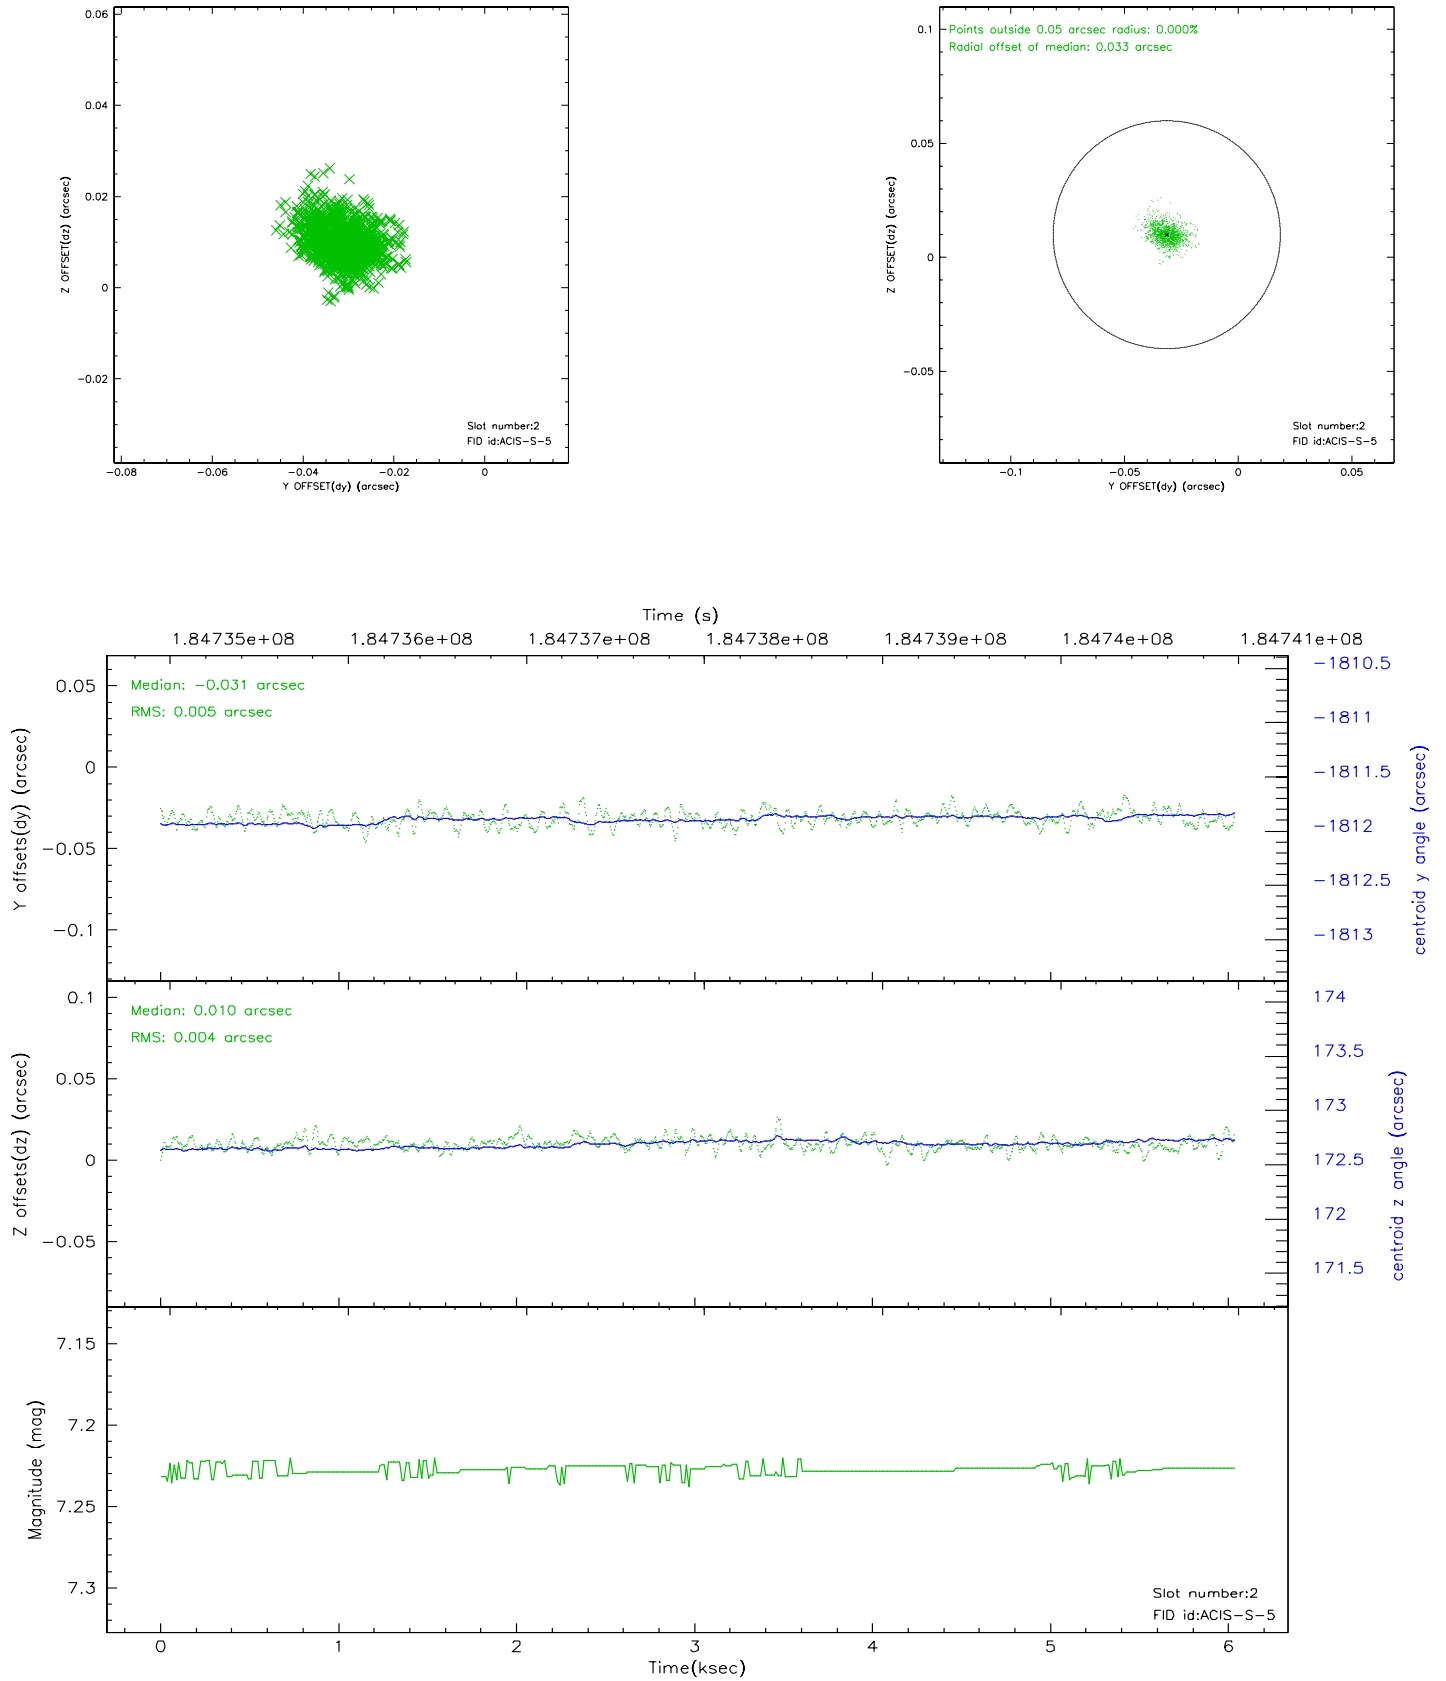 0.06
0.04
0.02
0
−0.02
Z OFFSET(dz) (arcsec)
Slot number:2
FID id:ACIS−S−5
−0.08 −0.06 −0.04 −0.02 0
Y OFFSET(dy) (arcsec)
Points outside 0.05 arcsec radius: 0.000%
Radial offset of median: 0.033 arcsec
0.1
0.05
0
−0.05
Z OFFSET(dz) (arcsec)
Slot number:2
FID id:ACIS−S−5
−0.1 −0.05 0 0.05
Y OFFSET(dy) (arcsec)
Time (s)
1.84735e+08 1.84736e+08 1.84737e+08 1.84738e+08 1.84739e+08 1.8474e+08 1.84741e+08
Median: −0.031 arcsec
RMS: 0.005 arcsec
0.05
0
−0.05
−0.1
Y offsets(dy) (arcsec)
−1810.5
−1811
−1811.5
−1812
−1812.5
−1813
centroid y angle (arcsec)
Median: 0.010 arcsec
RMS: 0.004 arcsec
0.1
0.05
0
−0.05
Z offsets(dz) (arcsec)
174
173.5
173
172.5
172
171.5
centroid z angle (arcsec)
7.15
7.2
7.25
7.3
Magnitude (mag)
Slot number:2
FID id:ACIS−S−5
0 1 2 3 4 5 6
Time(ksec)